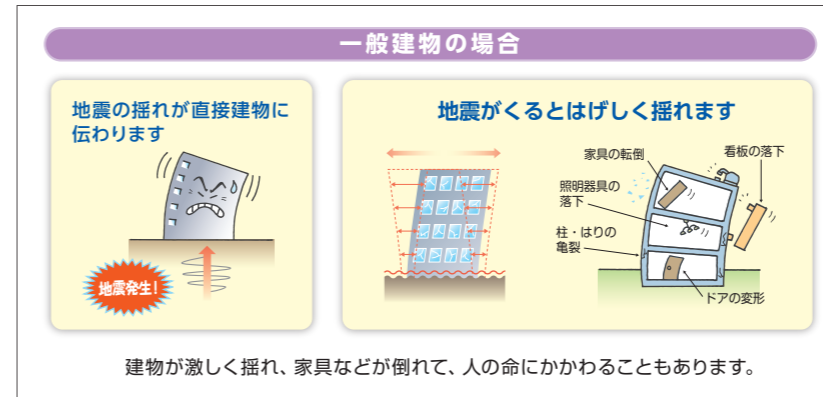 一般建物の場合
地震の揺れが直接建物に
伝わります
地震発生!
地震がくるとはげしく揺れます
家具の転倒
看板の落下
照明器具の
落下
柱・はりの
亀裂
ドアの変形
建物が激しく揺れ、家具などが倒れて、人の命にかかわることもあります。